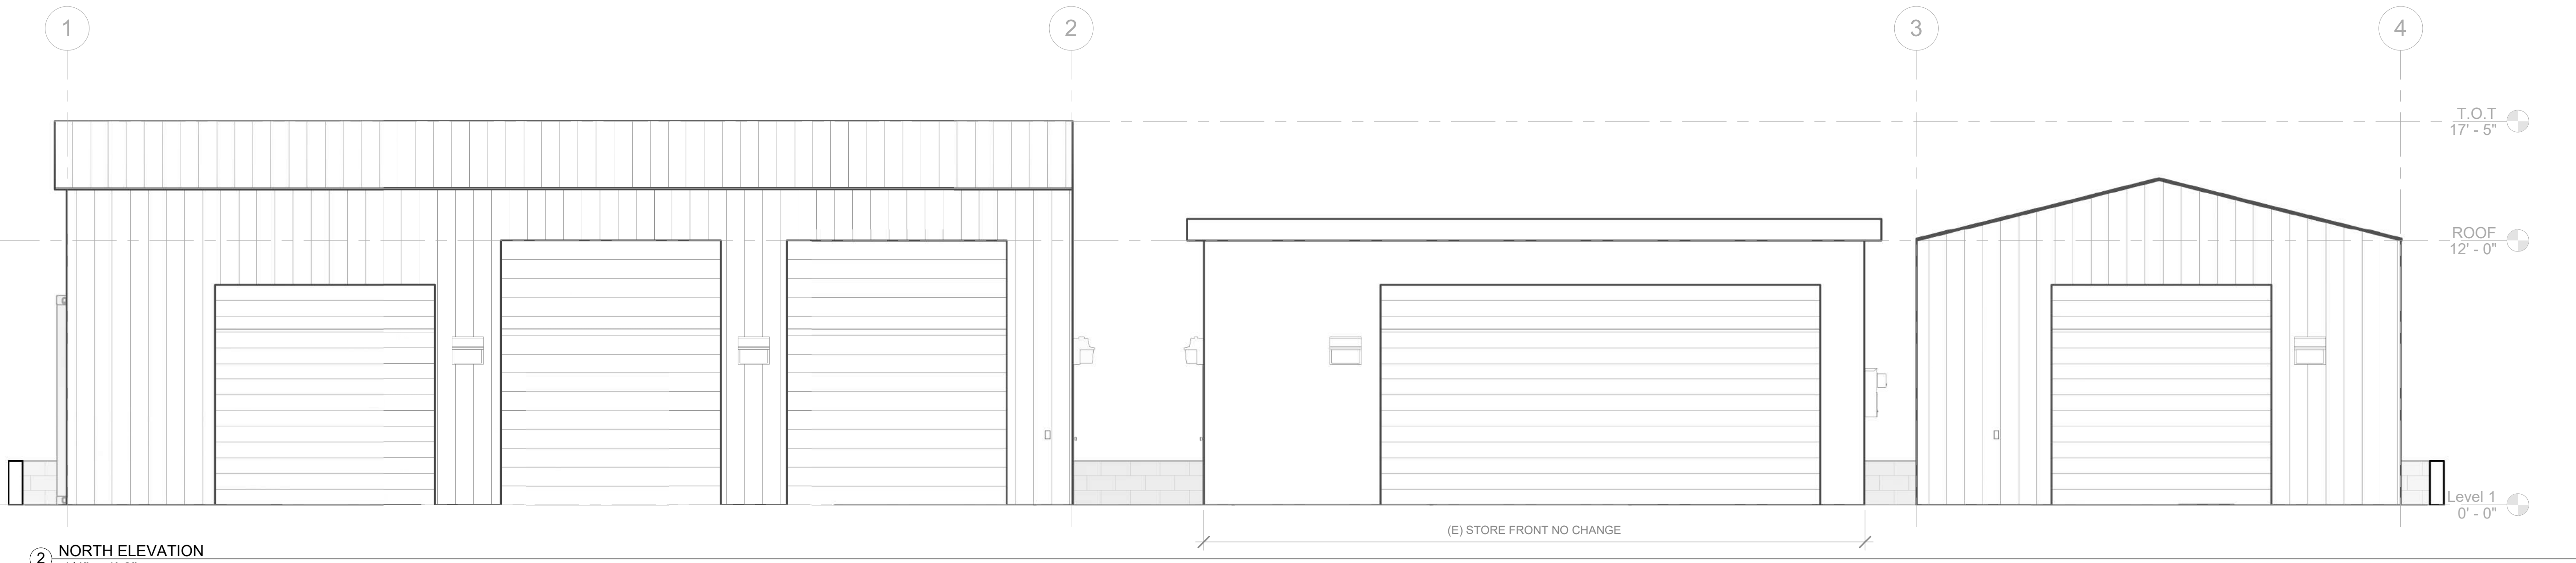 1
2
3
4
T.O.T
17' - 5"
ROOF
12' - 0"
Level 1
0' - 0"
(E) STORE FRONT NO CHANGE
2
NORTH ELEVATION